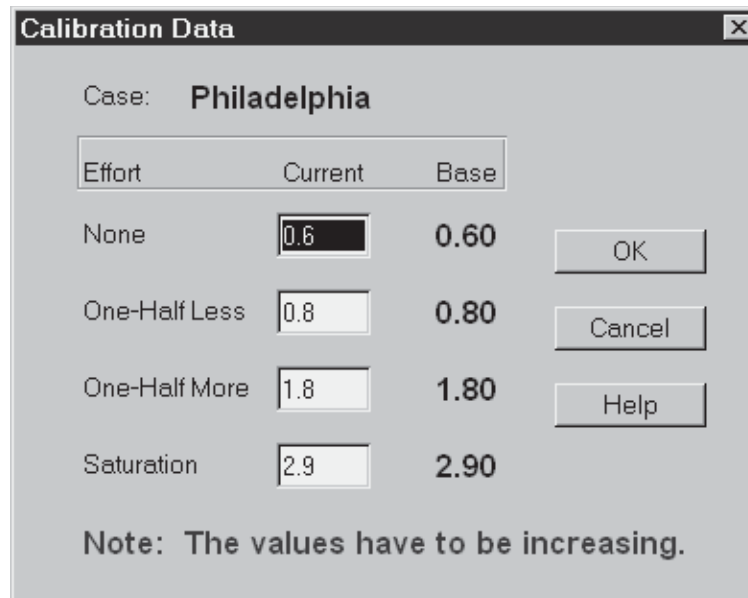 Calibration Data
Case: Philadelphia
Effort Current Base
None 0.6 0.60
OK
One-Half Less 0.8 0.80
Cancel
One-Half More 1.8 1.80
Help
Saturation 2.9 2.90
Note: The values have to be increasing.